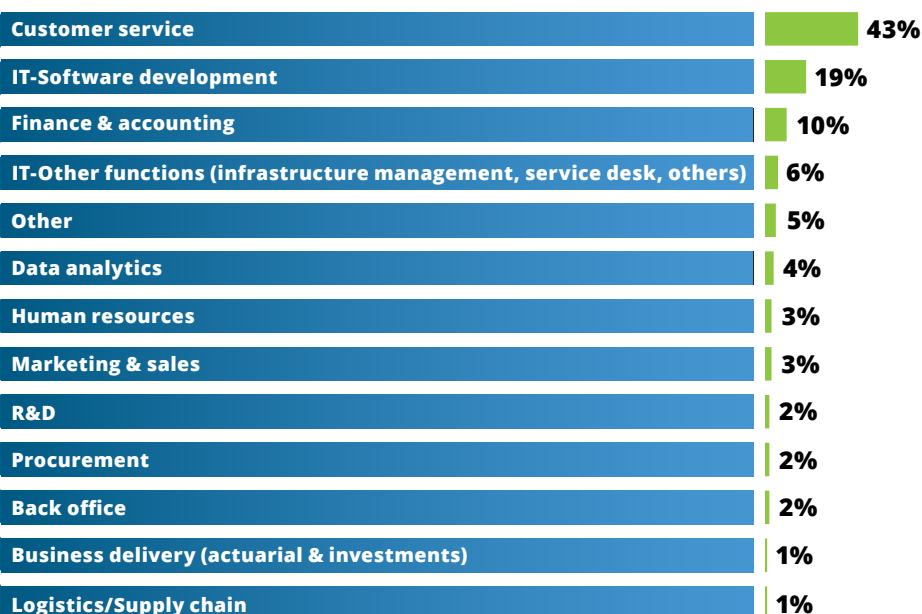 Customer service 43%
IT-Software development 19%
Finance & accounting 10%
IT-Other functions (infrastructure management, service desk, others) 6%
Other 5%
Data analytics 4%
Human resources 3%
Marketing & sales 3%
R&D 2%
Procurement 2%
Back office 2%
Business delivery (actuarial & investments) 1%
Logistics/Supply chain 1%